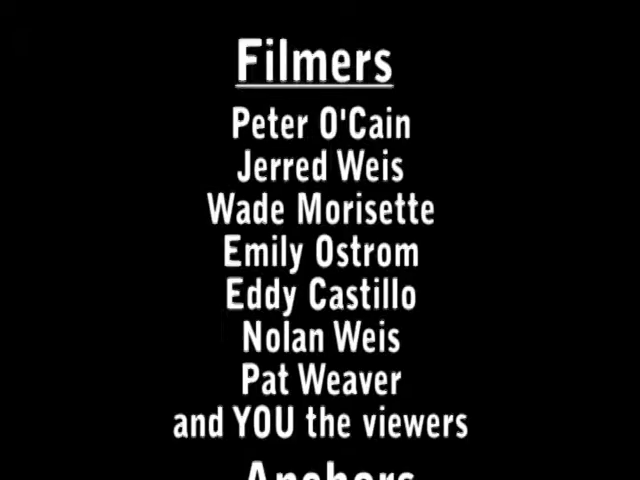 Filmers
Peter O'Cain
Jerred Weis
Wade Morisette
Emily Ostrom
Eddy Castillo
Nolan Weis
Pat Weaver
and YOU the viewers
Anchors